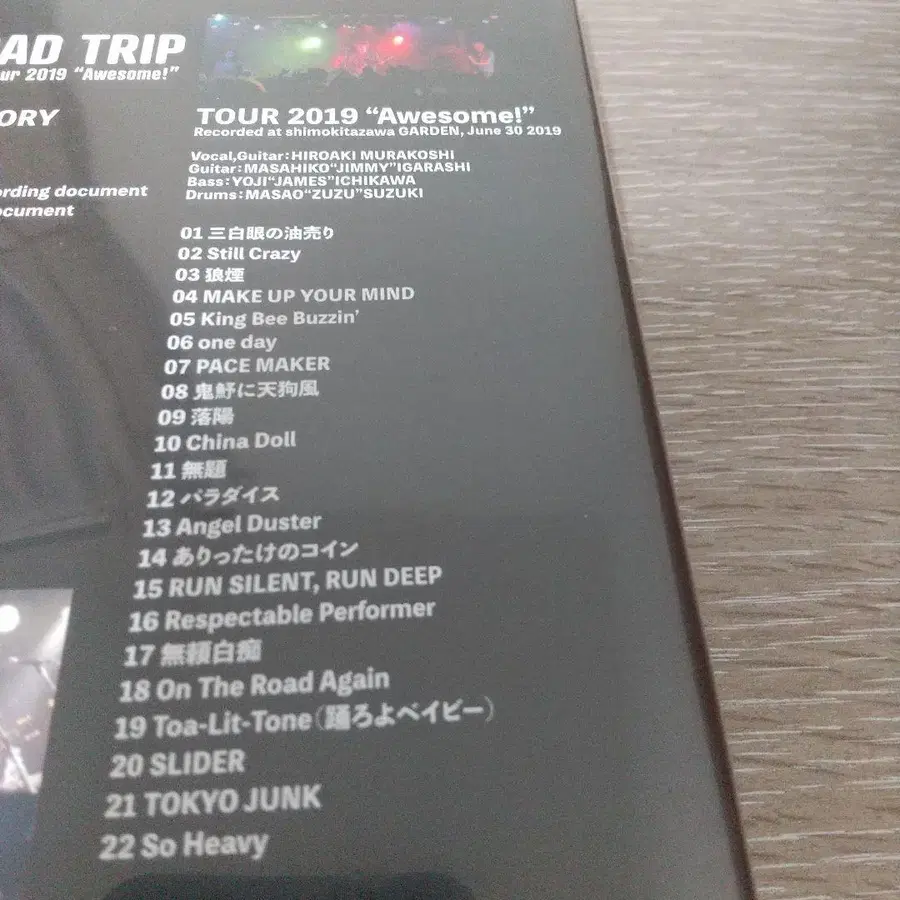 AD TRIP
ur 2019 "Awesome!"
ORY
ording document
ocument
TOUR 2019 "Awesome!"
Recorded at shimokitazawa GARDEN, June 30 2019
Vocal,Guitar:HIROAKI MURAKOSHI
Guitar:MASAHIKO"JIMMY"IGARASHI
Bass:YOJI"JAMES"ICHIKAWA
Drums:MASAO"ZUZU"SUZUKI
01 三白眼の油売り
02 Still Crazy
03 狼煙
04 MAKE UP YOUR MIND
05 King Bee Buzzin'
06 one day
07 PACE MAKER
08 鬼魣に天狗風
09 落陽
10 China Doll
11 無題
12 パラダイス
13 Angel Duster
14 ありったけのコイン
15 RUN SILENT, RUN DEEP
16 Respectable Performer
17 無頼白痴
18 On The Road Again
19 Toa-Lit-Tone(踊ろよベイビー)
20 SLIDER
21 TOKYO JUNK
22 So Heavy